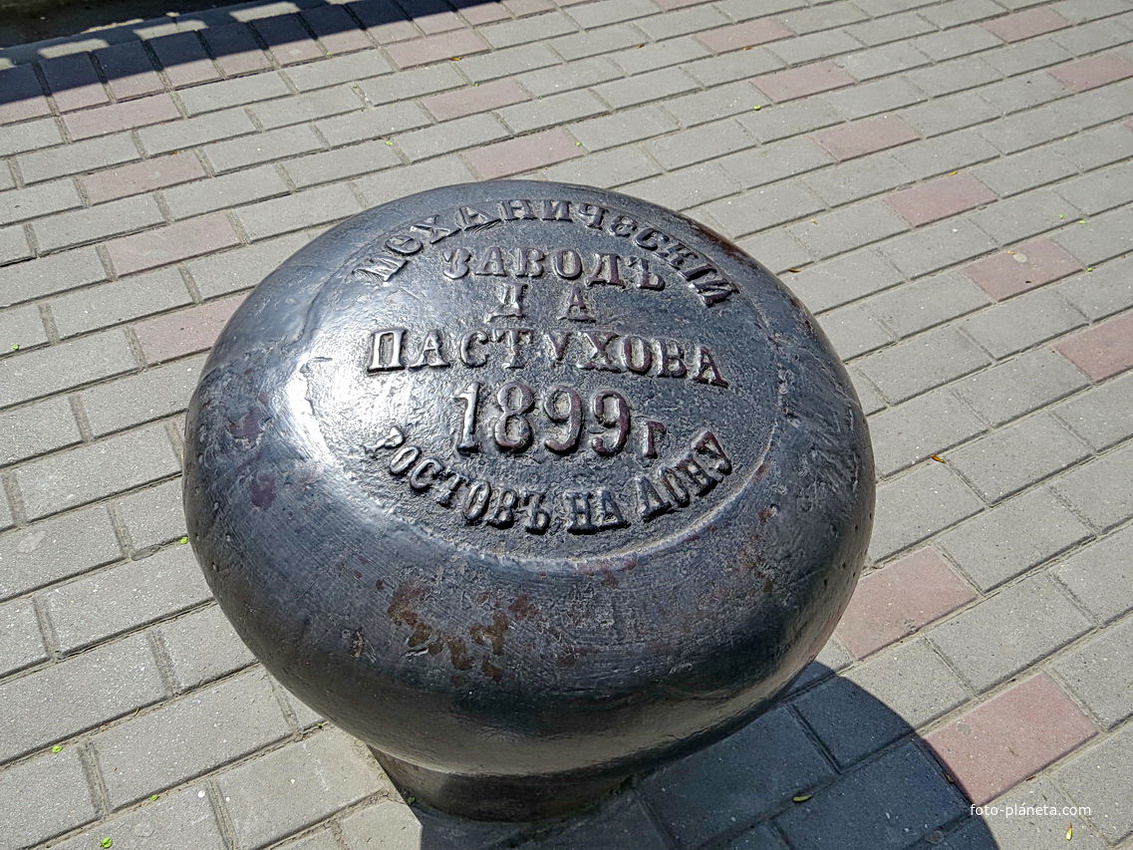 МЕХАНИЧЕСКIЙ
ЗАВОДЪ
Д А
ПАСТУХОВА
1899 г
РОСТОВЪ НА ДОНУ
foto-planeta.com